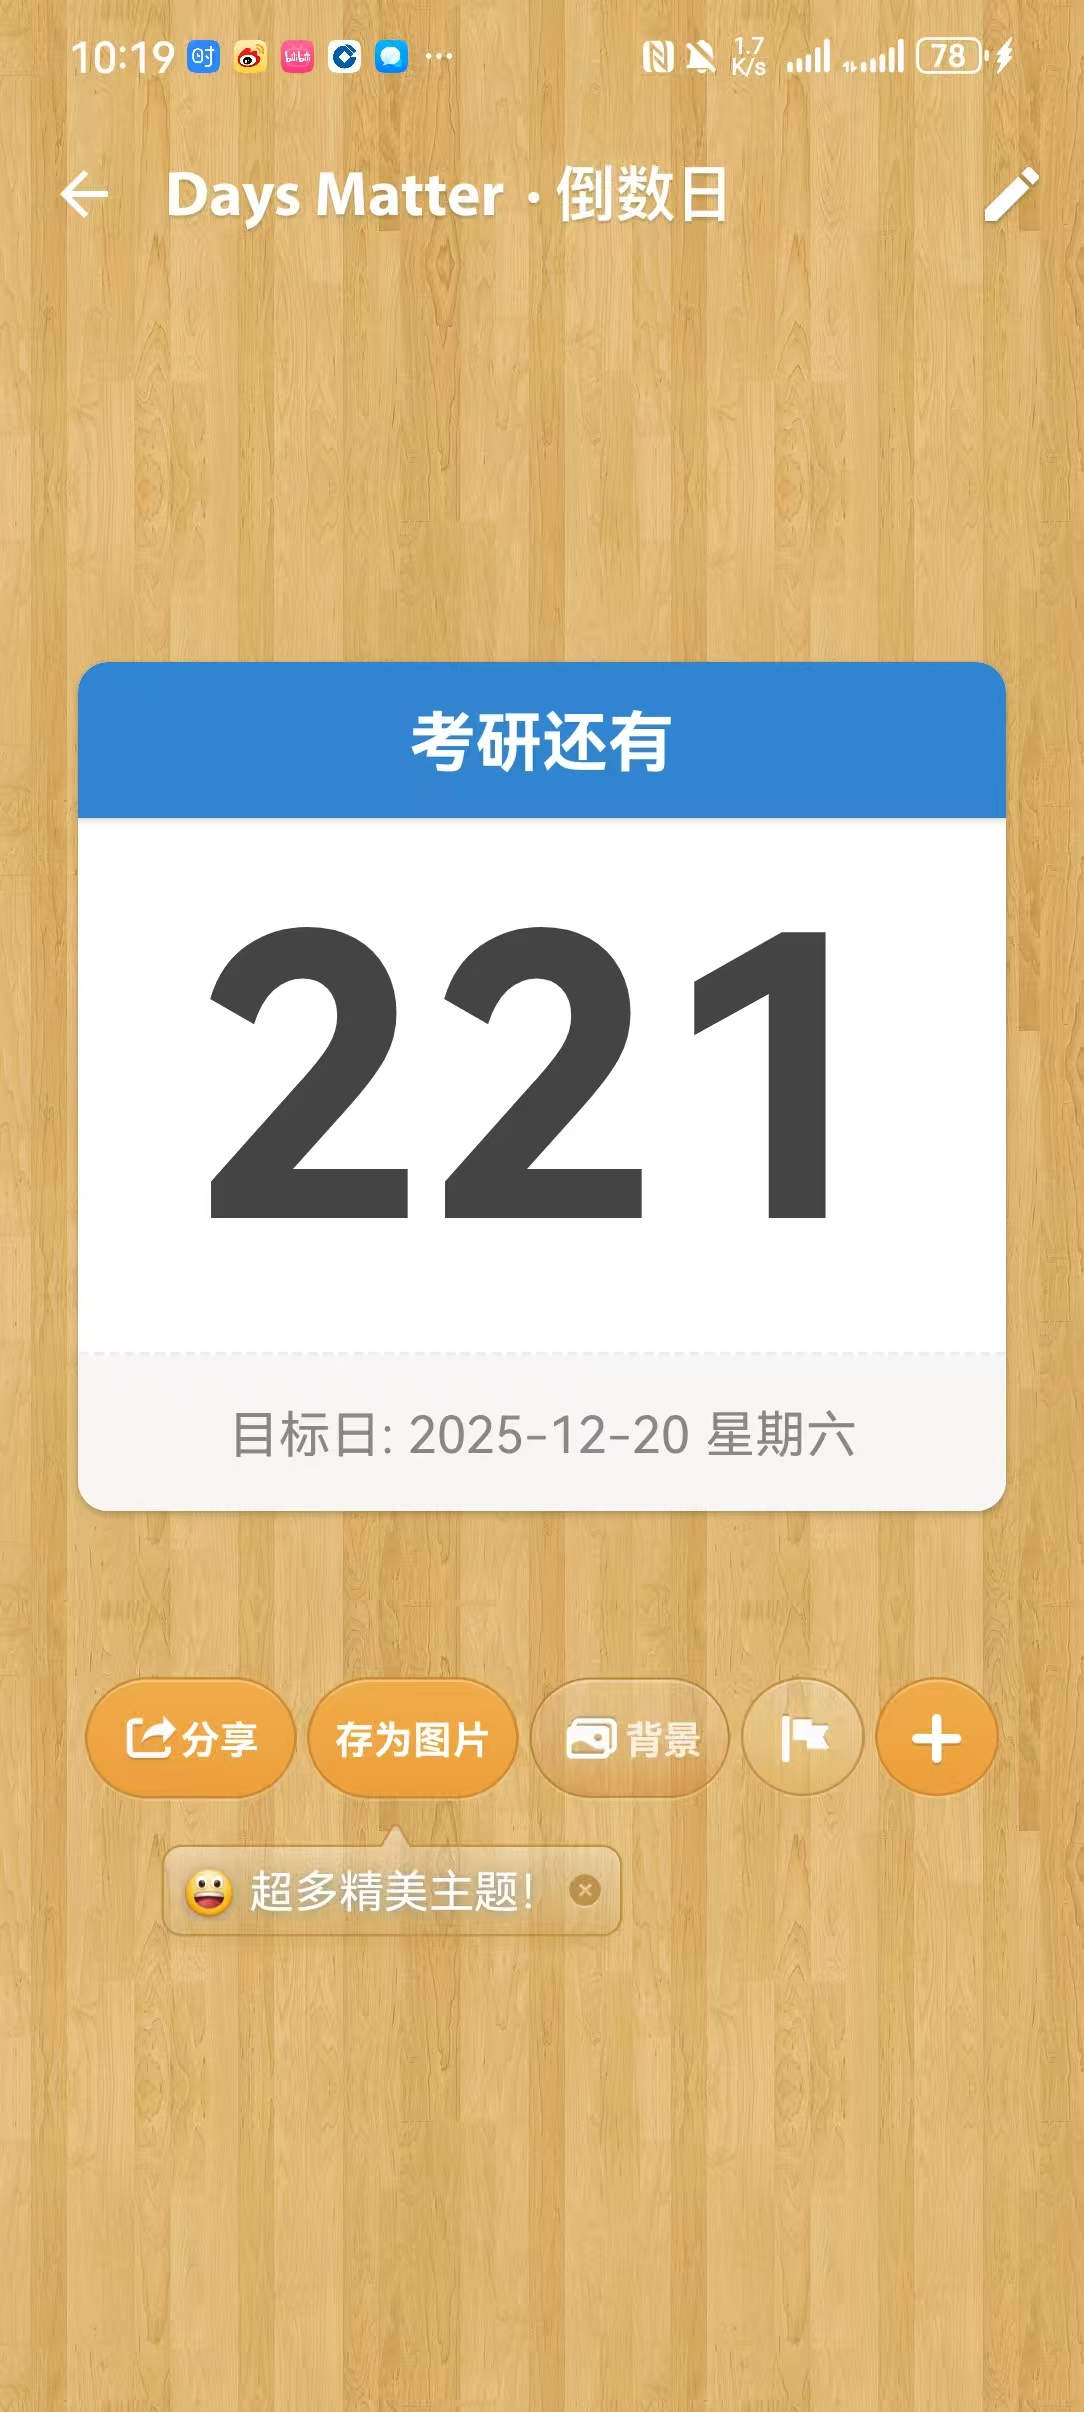 10:19
1.7
K/s
78
Days Matter · 倒数日
考研还有
221
目标日: 2025-12-20 星期六
分享
存为图片
背景
超多精美主题!